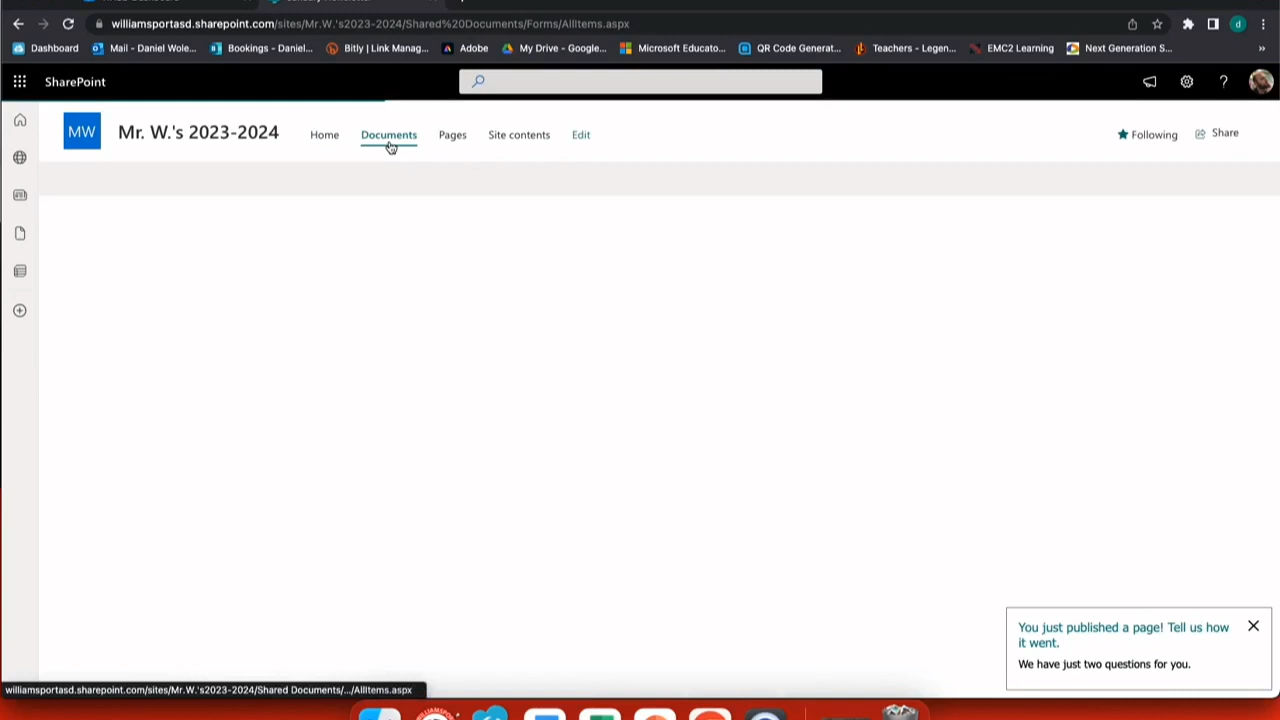 williamsportasd.sharepoint.com/sites/Mr.W.'s2023-2024/Shared%20Documents/Forms/AllItems.aspx
d
Dashboard Mail - Daniel Wole... Bookings - Daniel... Bitly | Link Manag... Adobe My Drive - Google... Microsoft Educato... QR Code Generat... Teachers - Legen... EMC2 Learning Next Generation S... »
SharePoint ?
MW Mr. W.'s 2023-2024 Home Documents Pages Site contents Edit Following Share
You just published a page! Tell us how
it went.
We have just two questions for you.
williamsportasd.sharepoint.com/sites/Mr.W.'s2023-2024/Shared Documents/.../AllItems.aspx